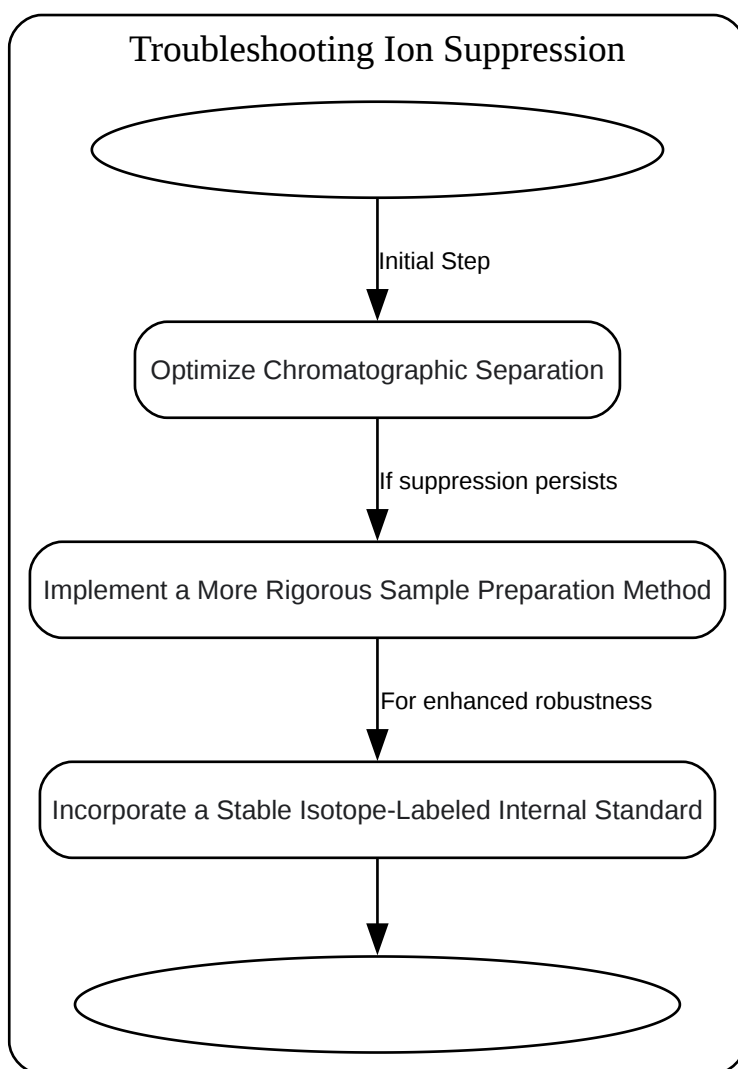 Troubleshooting Ion Suppression
Initial Step
Optimize Chromatographic Separation
If suppression persists
Implement a More Rigorous Sample Preparation Method
For enhanced robustness
Incorporate a Stable Isotope-Labeled Internal Standard